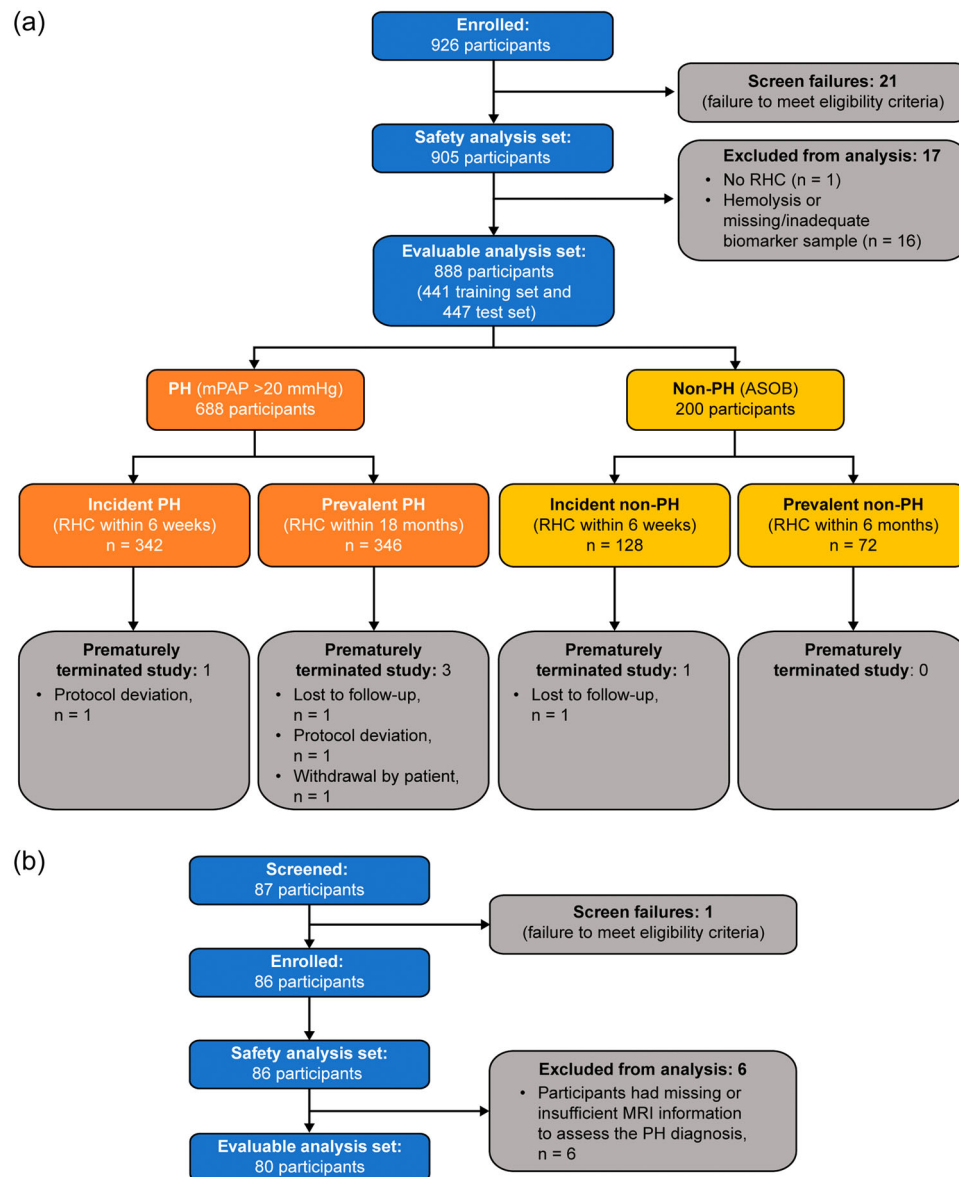 (a)
Enrolled:
926 participants
Screen failures: 21
(failure to meet eligibility criteria)
Safety analysis set:
905 participants
Excluded from analysis: 17
• No RHC (n = 1)
• Hemolysis or
missing/inadequate
biomarker sample (n = 16)
Evaluable analysis set:
888 participants
(441 training set and
447 test set)
PH (mPAP >20 mmHg)
688 participants
Non-PH (ASOB)
200 participants
Incident PH
(RHC within 6 weeks)
n = 342
Prevalent PH
(RHC within 18 months)
n = 346
Incident non-PH
(RHC within 6 weeks)
n = 128
Prevalent non-PH
(RHC within 6 months)
n = 72
Prematurely
terminated study: 1
• Protocol deviation,
n = 1
Prematurely
terminated study: 3
• Lost to follow-up,
n = 1
• Protocol deviation,
n = 1
• Withdrawal by patient,
n = 1
Prematurely
terminated study: 1
• Lost to follow-up,
n = 1
Prematurely
terminated study: 0
(b)
Screened:
87 participants
Screen failures: 1
(failure to meet eligibility criteria)
Enrolled:
86 participants
Safety analysis set:
86 participants
Excluded from analysis: 6
• Participants had missing or
insufficient MRI information
to assess the PH diagnosis,
n = 6
Evaluable analysis set:
80 participants